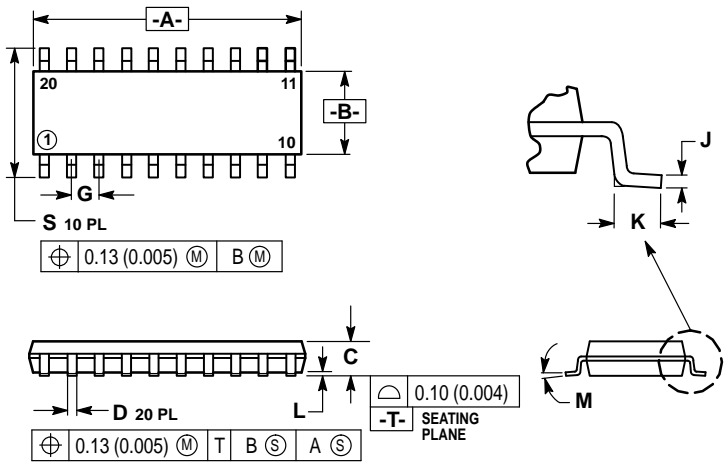 -A-
20 11
-B-
① 10
G
S 10 PL
⌖ 0.13 (0.005) Ⓜ B Ⓜ
J
K
C
L
D 20 PL
⌖ 0.13 (0.005) Ⓜ T B Ⓢ A Ⓢ
⌓ 0.10 (0.004)
-T- SEATING
PLANE
M